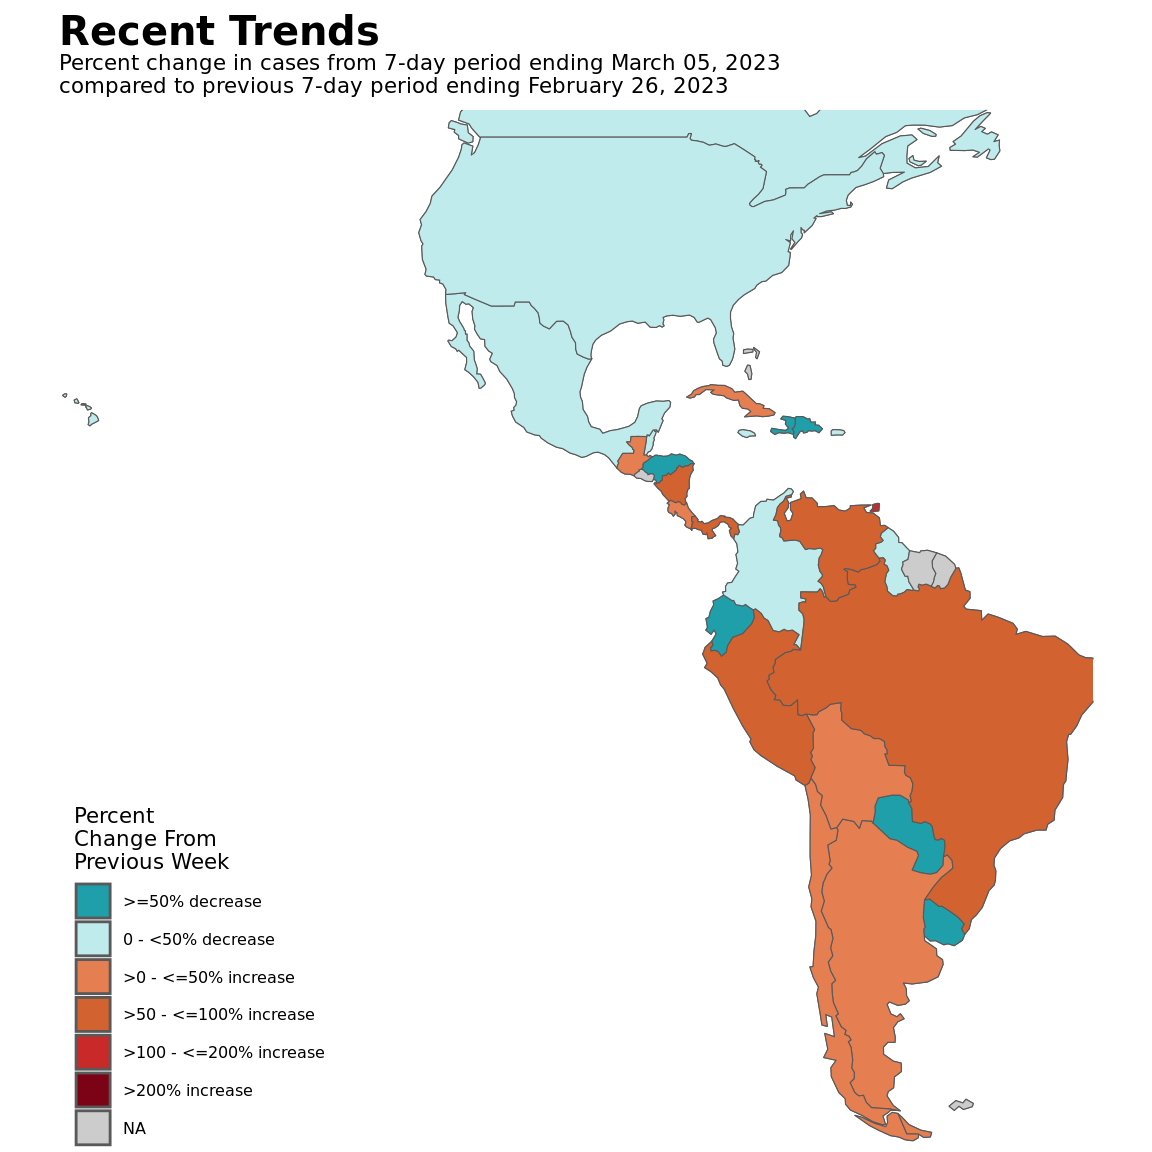 Recent Trends
Percent change in cases from 7-day period ending March 05, 2023
compared to previous 7-day period ending February 26, 2023
Percent
Change From
Previous Week
>=50% decrease
0 - <50% decrease
>0 - <=50% increase
>50 - <=100% increase
>100 - <=200% increase
>200% increase
NA